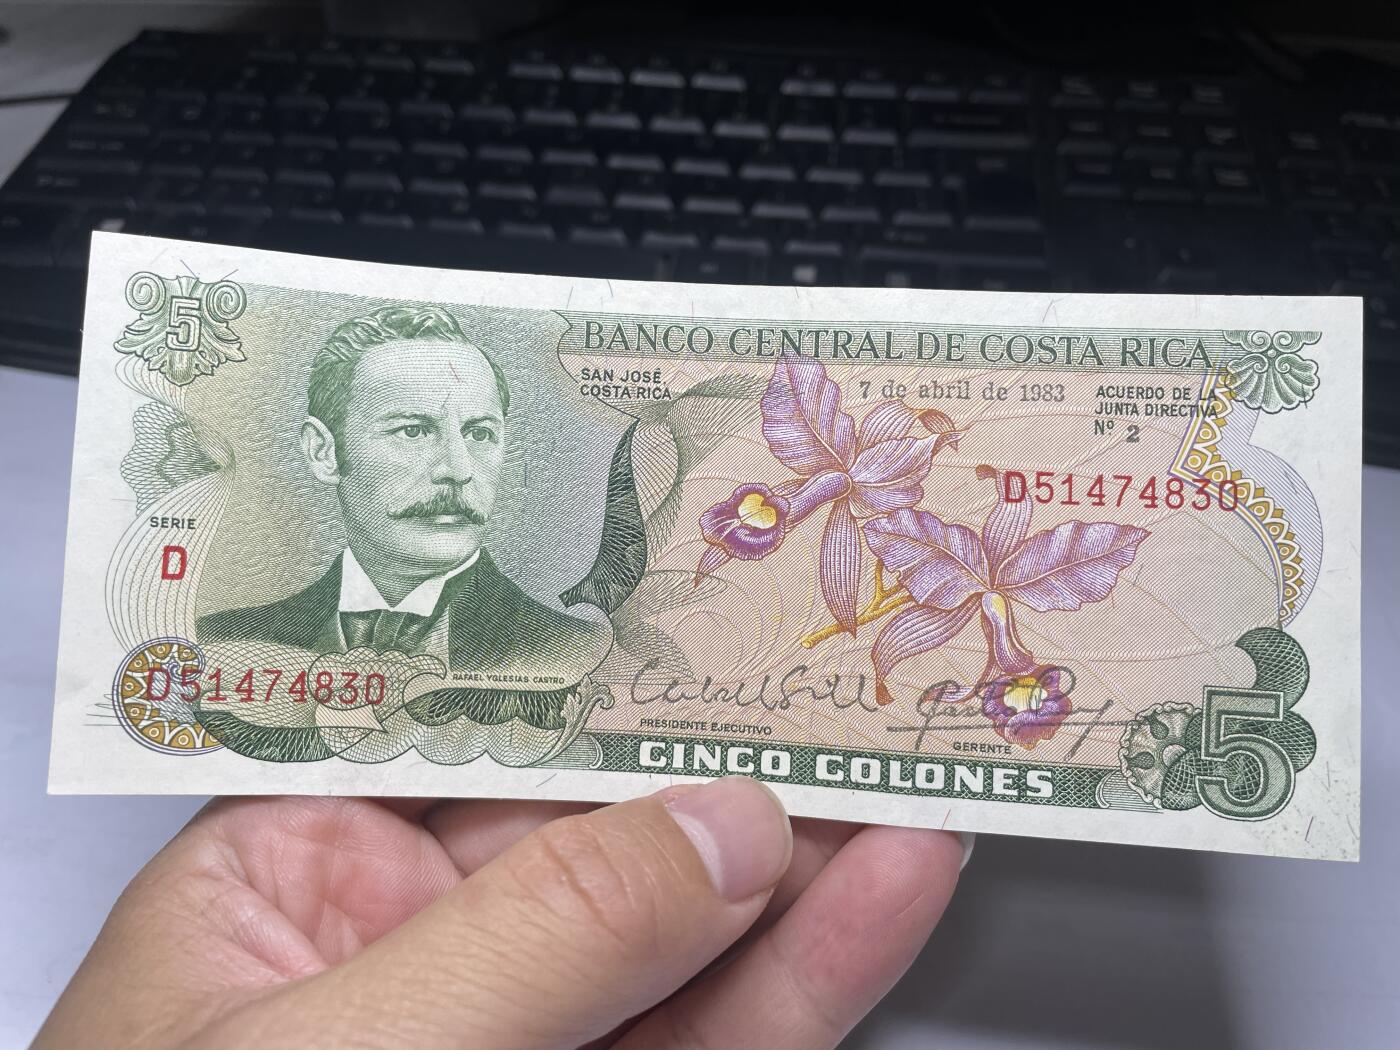 5
BANCO CENTRAL DE COSTA RICA
SAN JOSÉ
COSTA RICA
7 de abril de 1983
ACUERDO DE LA
JUNTA DIRECTIVA
Nº 2
D51474830
SERIE
D
D51474830
RAFAEL YGLESIAS CASTRO
PRESIDENTE EJECUTIVO
GERENTE
CINCO COLONES
5